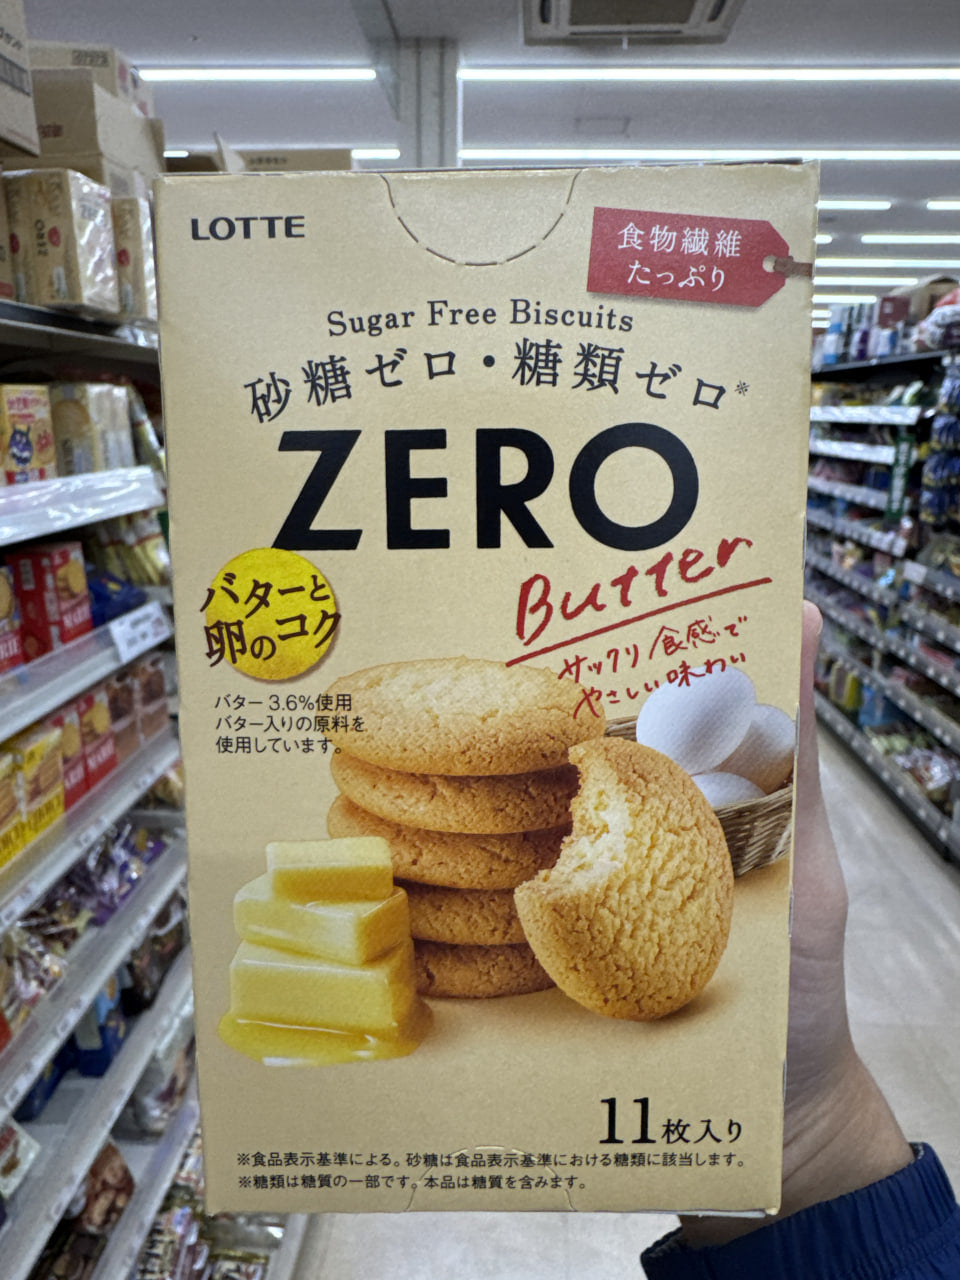 LOTTE
食物繊維
たっぷり
Sugar Free Biscuits
砂糖ゼロ・糖類ゼロ※
ZERO
Butter
サックリ食感で
やさしい味わい
バターと
卵のコク
バター 3.6%使用
バター入りの原料を
使用しています。
11枚入り
※食品表示基準による。砂糖は食品表示基準における糖類に該当します。
※糖類は糖質の一部です。本品は糖質を含みます。